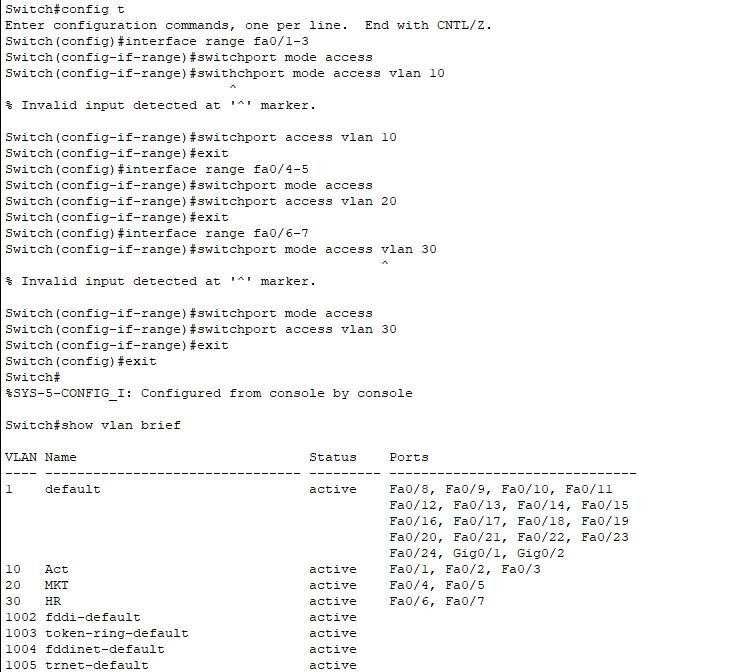 Switch#config t
Enter configuration commands, one per line.  End with CNTL/Z.
Switch(config)#interface range fa0/1-3
Switch(config-if-range)#switchport mode access
Switch(config-if-range)#swithchport mode access vlan 10
^
% Invalid input detected at '^' marker.
Switch(config-if-range)#switchport access vlan 10
Switch(config-if-range)#exit
Switch(config)#interface range fa0/4-5
Switch(config-if-range)#switchport mode access
Switch(config-if-range)#switchport access vlan 20
Switch(config-if-range)#exit
Switch(config)#interface range fa0/6-7
Switch(config-if-range)#switchport mode access vlan 30
^
% Invalid input detected at '^' marker.
Switch(config-if-range)#switchport mode access
Switch(config-if-range)#switchport access vlan 30
Switch(config-if-range)#exit
Switch(config)#exit
Switch#
%SYS-5-CONFIG_I: Configured from console by console
Switch#show vlan brief
VLAN Name                             Status    Ports
---- -------------------------------- --------- -------------------------------
1    default                          active    Fa0/8, Fa0/9, Fa0/10, Fa0/11
                                                Fa0/12, Fa0/13, Fa0/14, Fa0/15
                                                Fa0/16, Fa0/17, Fa0/18, Fa0/19
                                                Fa0/20, Fa0/21, Fa0/22, Fa0/23
                                                Fa0/24, Gig0/1, Gig0/2
10   Act                              active    Fa0/1, Fa0/2, Fa0/3
20   MKT                              active    Fa0/4, Fa0/5
30   HR                               active    Fa0/6, Fa0/7
1002 fddi-default                     active
1003 token-ring-default               active
1004 fddinet-default                  active
1005 trnet-default                    active